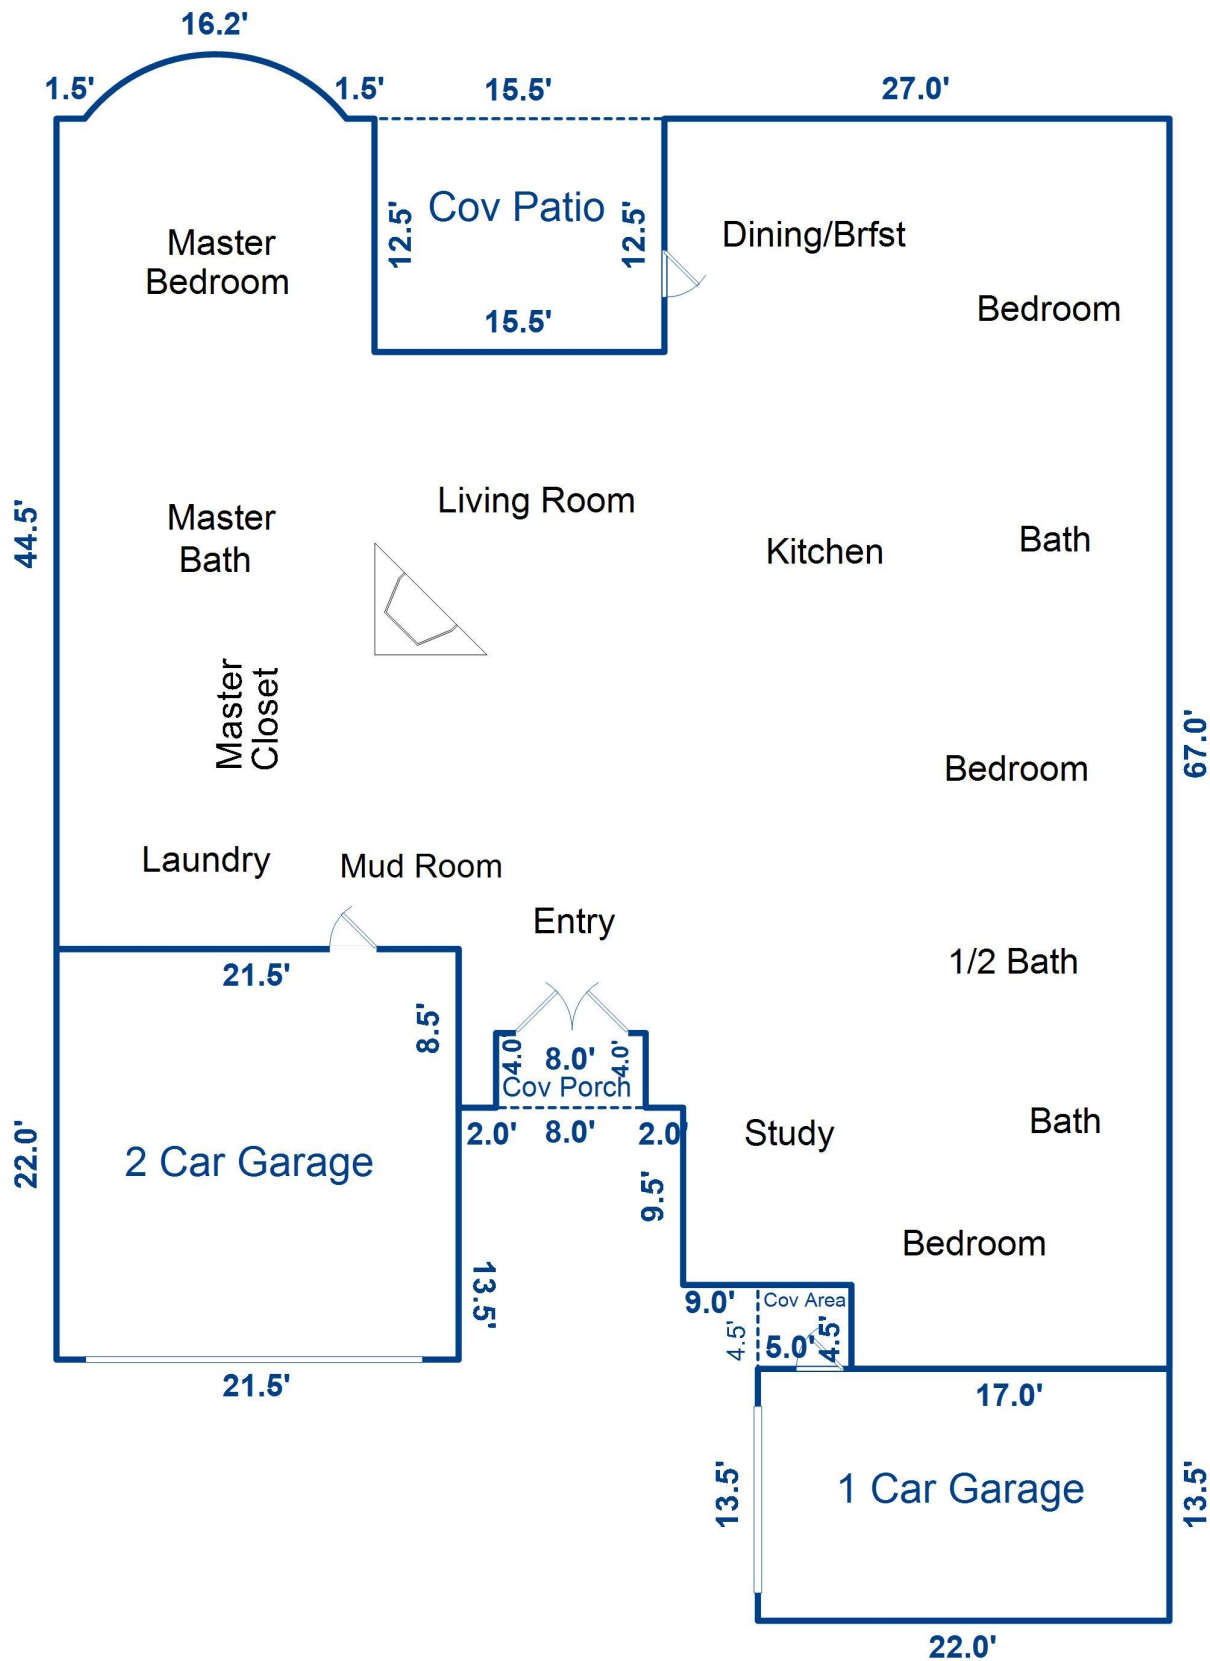 16.2'
1.5'
1.5'
15.5'
27.0'
Cov Patio
12.5'
12.5'
15.5'
Dining/Brfst
Master
Bedroom
Bedroom
44.5'
Living Room
Master
Bath
Kitchen
Bath
Master
Closet
67.0'
Bedroom
Laundry
Mud Room
Entry
1/2 Bath
21.5'
8.5'
4.0'
8.0'
4.0'
Cov Porch
2.0'
8.0'
2.0'
Study
Bath
22.0'
2 Car Garage
9.5'
Bedroom
13.5'
9.0'
Cov Area
4.5'
5.0'
4.5'
21.5'
17.0'
13.5'
1 Car Garage
13.5'
22.0'